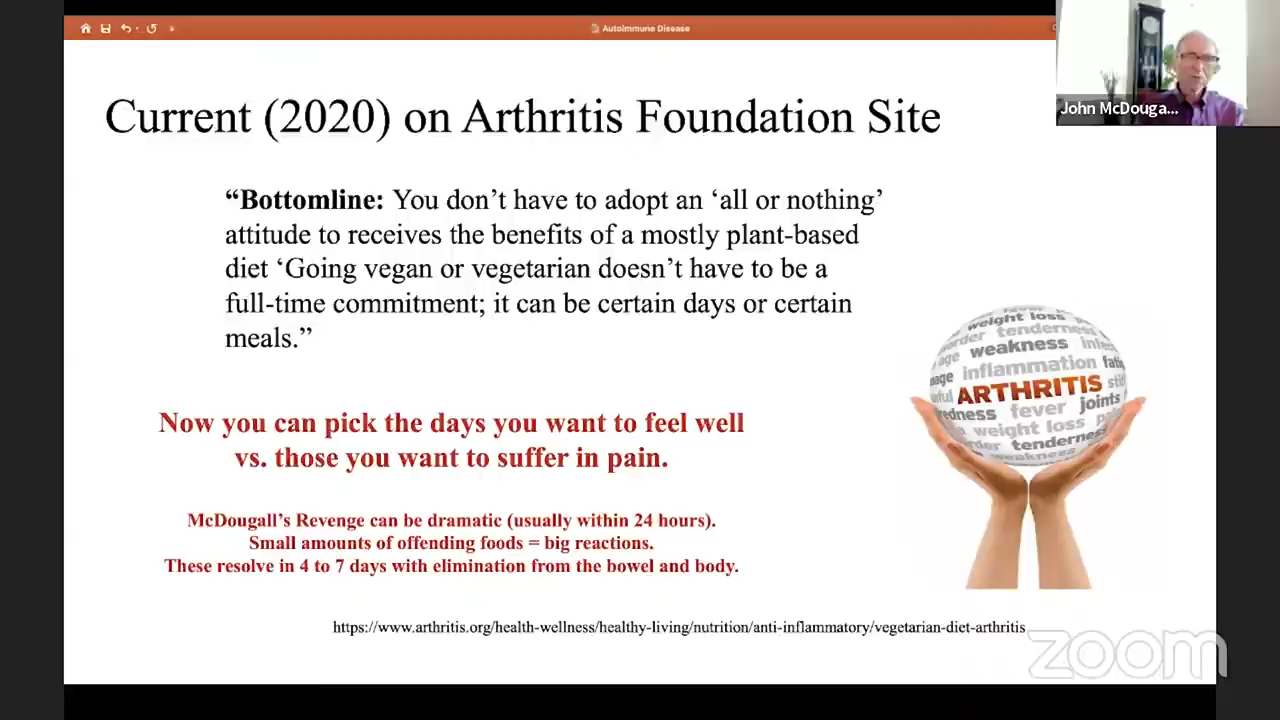 Autoimmune Disease
John McDouga...
Current (2020) on Arthritis Foundation Site
“Bottomline: You don’t have to adopt an ‘all or nothing’
attitude to receives the benefits of a mostly plant-based
diet ‘Going vegan or vegetarian doesn’t have to be a
full-time commitment; it can be certain days or certain
meals.”
Now you can pick the days you want to feel well
vs. those you want to suffer in pain.
McDougall’s Revenge can be dramatic (usually within 24 hours).
Small amounts of offending foods = big reactions.
These resolve in 4 to 7 days with elimination from the bowel and body.
weight loss
tenderness
weakness
inflammation
ARTHRITIS
fever joints
weight loss
tenderness
weakness
https://www.arthritis.org/health-wellness/healthy-living/nutrition/anti-inflammatory/vegetarian-diet-arthritis
zoom